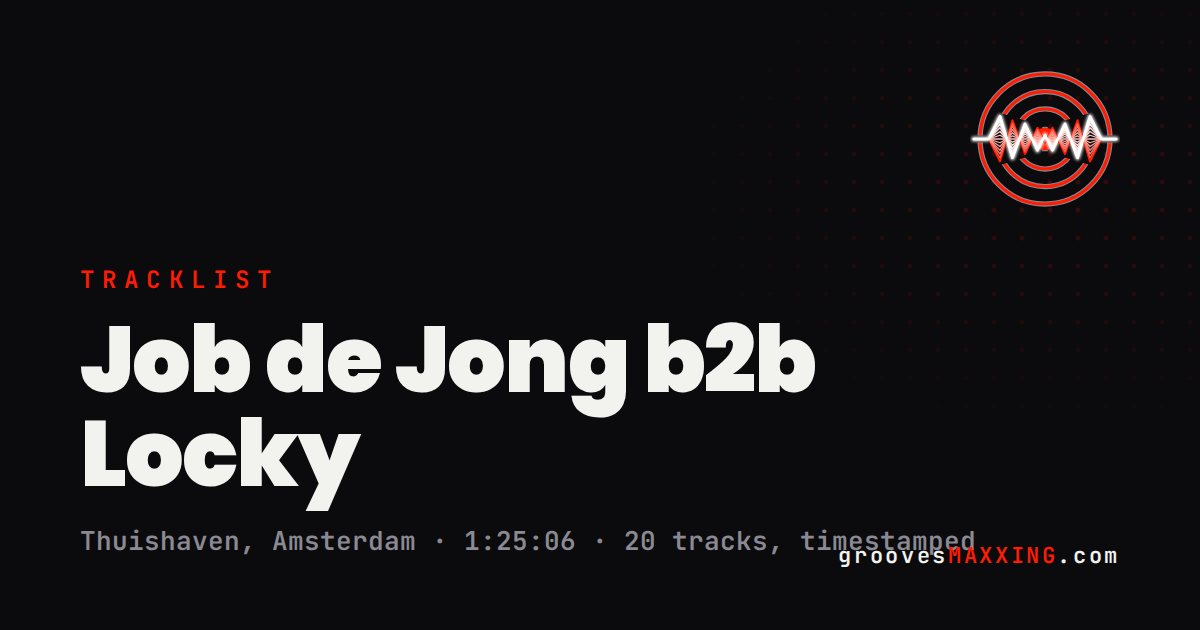 TRACKLIST
Job de Jong b2b
Locky
Thuishaven, Amsterdam · 1:25:06 · 20 tracks, timestamped
groovesMAXXING.com